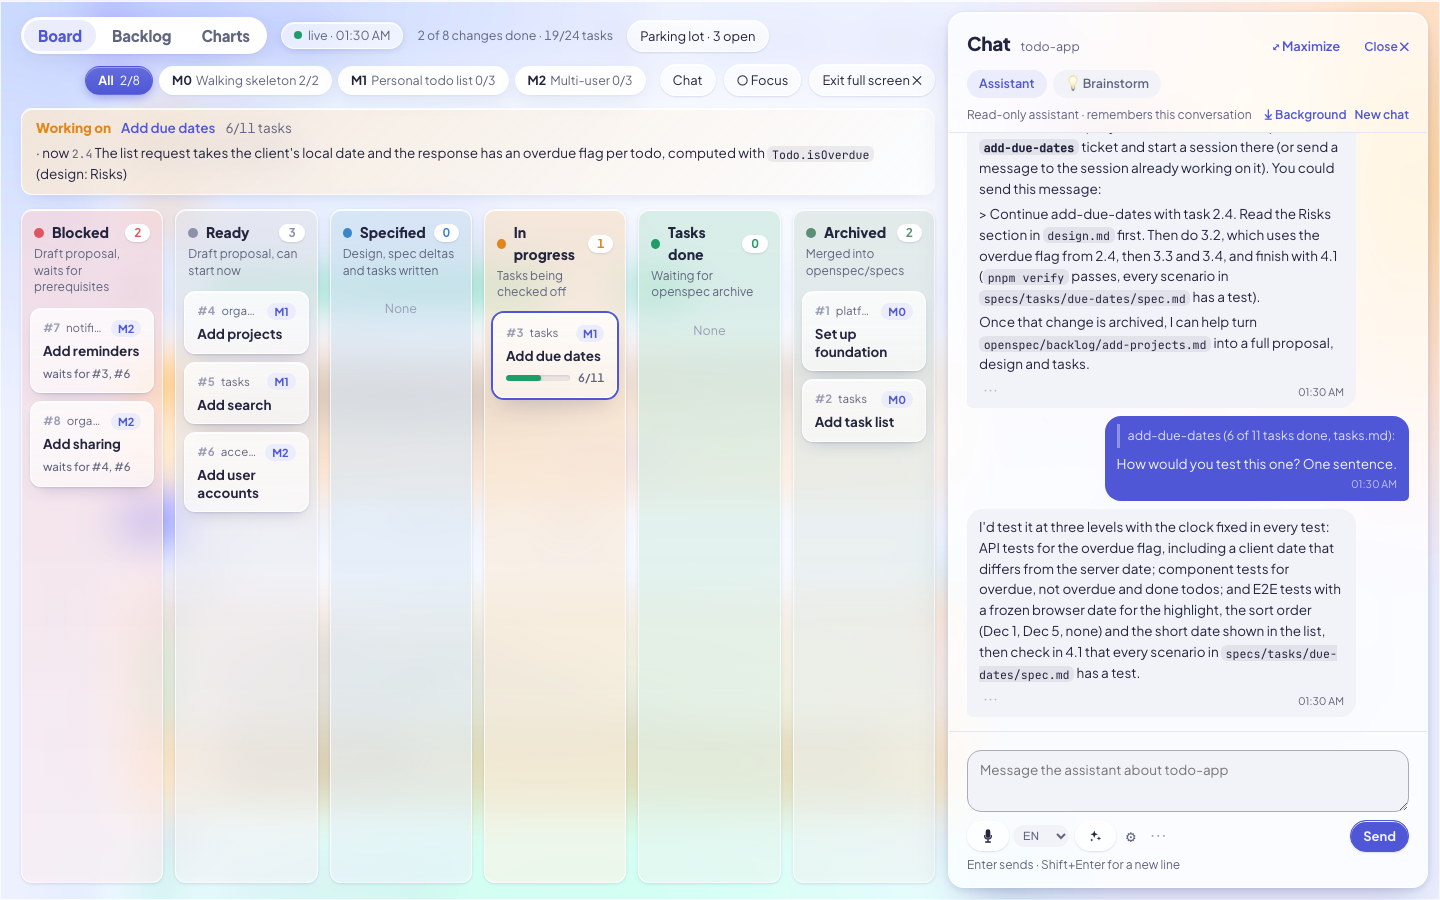 Board Backlog Charts
live · 01:30 AM
2 of 8 changes done · 19/24 tasks
Parking lot · 3 open
All 2/8
M0 Walking skeleton 2/2
M1 Personal todo list 0/3
M2 Multi-user 0/3
Chat
Focus
Exit full screen
Working on Add due dates 6/11 tasks
· now 2.4 The list request takes the client's local date and the response has an overdue flag per todo, computed with Todo.isOverdue
(design: Risks)
Blocked 2
Draft proposal,
waits for
prerequisites
#7 notifi... M2
Add reminders
waits for #3, #6
#8 orga... M2
Add sharing
waits for #4, #6
Ready 3
Draft proposal, can
start now
#4 orga... M1
Add projects
#5 tasks M1
Add search
#6 acce... M2
Add user
accounts
Specified 0
Design, spec deltas
and tasks written
None
In
progress 1
Tasks being
checked off
#3 tasks M1
Add due dates
6/11
Tasks
done 0
Waiting for
openspec archive
None
Archived 2
Merged into
openspec/specs
#1 platf... M0
Set up
foundation
#2 tasks M0
Add task list
Chat todo-app
Maximize
Close
Assistant
💡 Brainstorm
Read-only assistant · remembers this conversation
Background
New chat
add-due-dates ticket and start a session there (or send a
message to the session already working on it). You could
send this message:
> Continue add-due-dates with task 2.4. Read the Risks
section in design.md first. Then do 3.2, which uses the
overdue flag from 2.4, then 3.3 and 3.4, and finish with 4.1
( pnpm verify passes, every scenario in
specs/tasks/due-dates/spec.md has a test).
Once that change is archived, I can help turn
openspec/backlog/add-projects.md into a full proposal,
design and tasks.
··· 01:30 AM
add-due-dates (6 of 11 tasks done, tasks.md):
How would you test this one? One sentence.
01:30 AM
I'd test it at three levels with the clock fixed in every test:
API tests for the overdue flag, including a client date that
differs from the server date; component tests for
overdue, not overdue and done todos; and E2E tests with
a frozen browser date for the highlight, the sort order
(Dec 1, Dec 5, none) and the short date shown in the list,
then check in 4.1 that every scenario in specs/tasks/due-
dates/spec.md has a test.
··· 01:30 AM
Message the assistant about todo-app
EN
···
Send
Enter sends · Shift+Enter for a new line